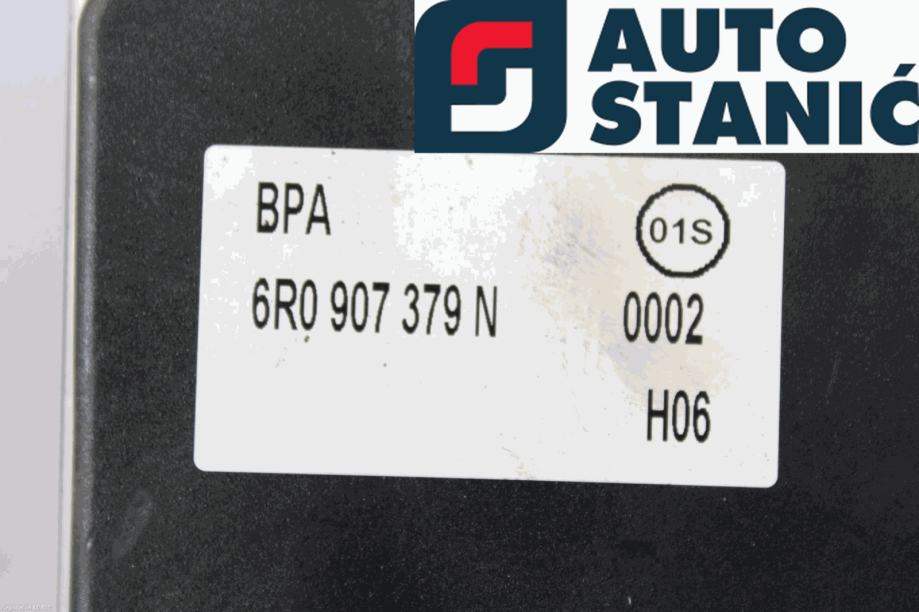 AUTO
STANIĆ
BPA
01S
6R0 907 379 N
0002
H06